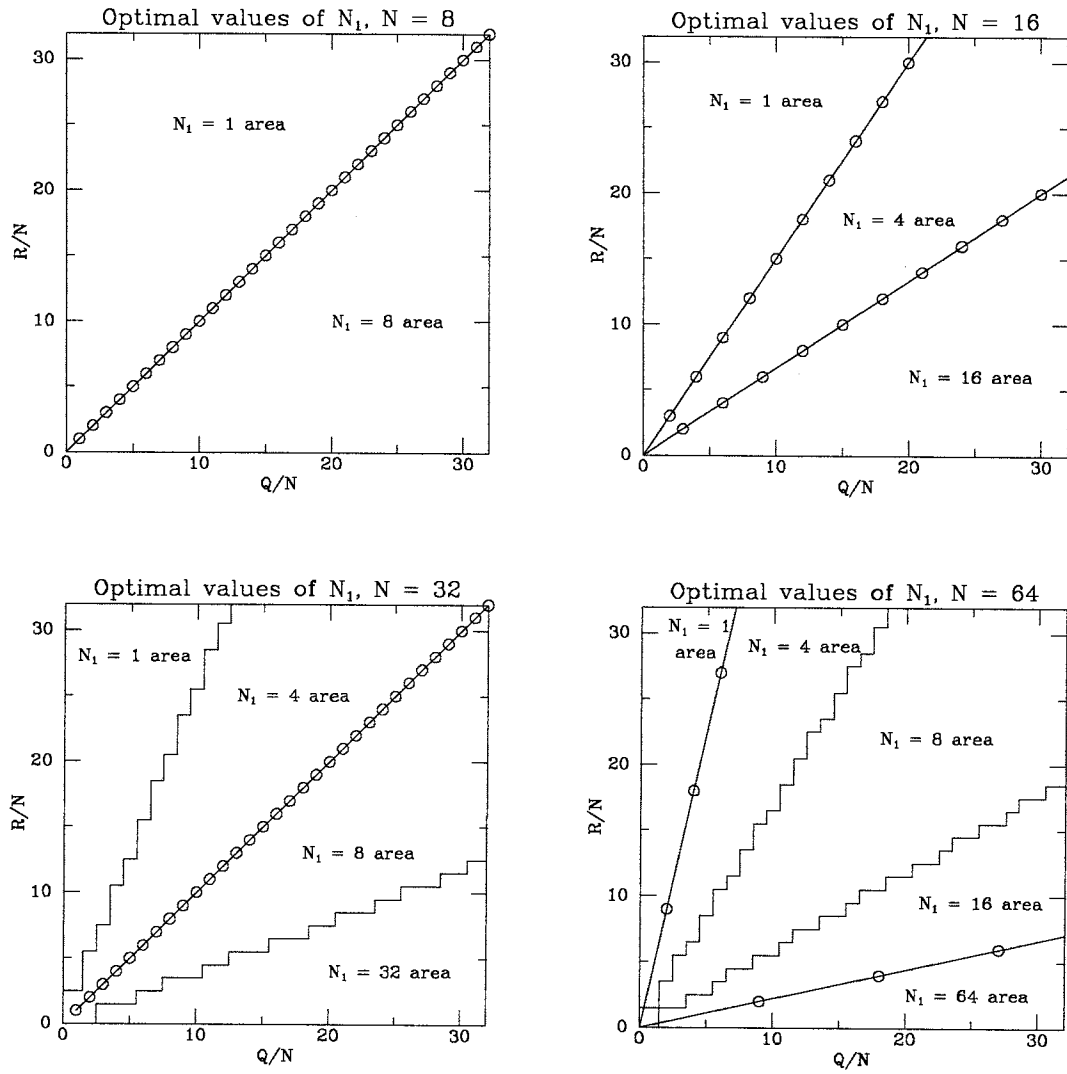 Optimal values of N₁, N = 8
30
20
10
0
R/N
N₁ = 1 area
N₁ = 8 area
0 10 20 30
Q/N
Optimal values of N₁, N = 16
30
20
10
0
R/N
N₁ = 1 area
N₁ = 4 area
N₁ = 16 area
0 10 20 30
Q/N
Optimal values of N₁, N = 32
30
20
10
0
R/N
N₁ = 1 area
N₁ = 4 area
N₁ = 8 area
N₁ = 32 area
0 10 20 30
Q/N
Optimal values of N₁, N = 64
30
20
10
0
R/N
N₁ = 1
area
N₁ = 4 area
N₁ = 8 area
N₁ = 16 area
N₁ = 64 area
0 10 20 30
Q/N